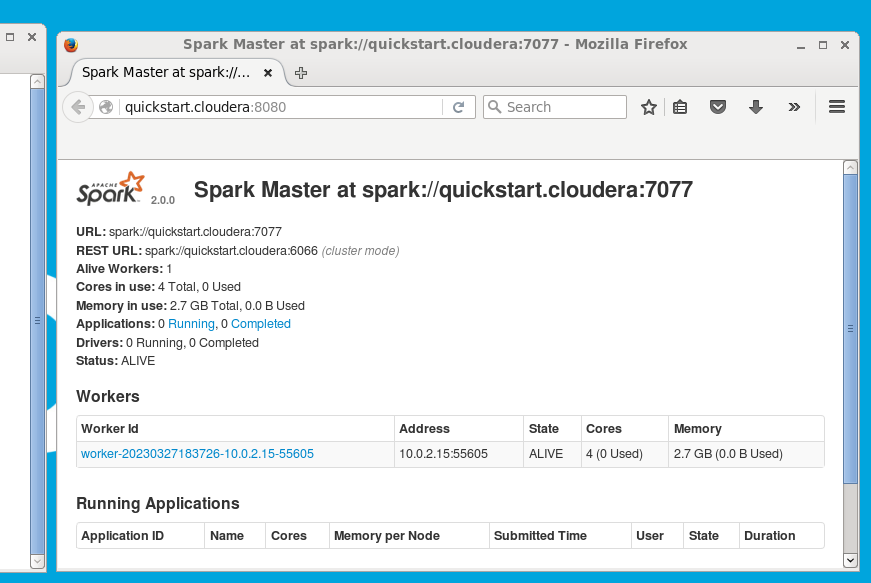 Spark Master at spark://quickstart.cloudera:7077 - Mozilla Firefox
Spark Master at spark://...
quickstart.cloudera:8080
Search
APACHE
Spark 2.0.0
Spark Master at spark://quickstart.cloudera:7077
URL: spark://quickstart.cloudera:7077
REST URL: spark://quickstart.cloudera:6066 (cluster mode)
Alive Workers: 1
Cores in use: 4 Total, 0 Used
Memory in use: 2.7 GB Total, 0.0 B Used
Applications: 0 Running, 0 Completed
Drivers: 0 Running, 0 Completed
Status: ALIVE
Workers
Worker Id Address State Cores Memory
worker-20230327183726-10.0.2.15-55605 10.0.2.15:55605 ALIVE 4 (0 Used) 2.7 GB (0.0 B Used)
Running Applications
Application ID Name Cores Memory per Node Submitted Time User State Duration